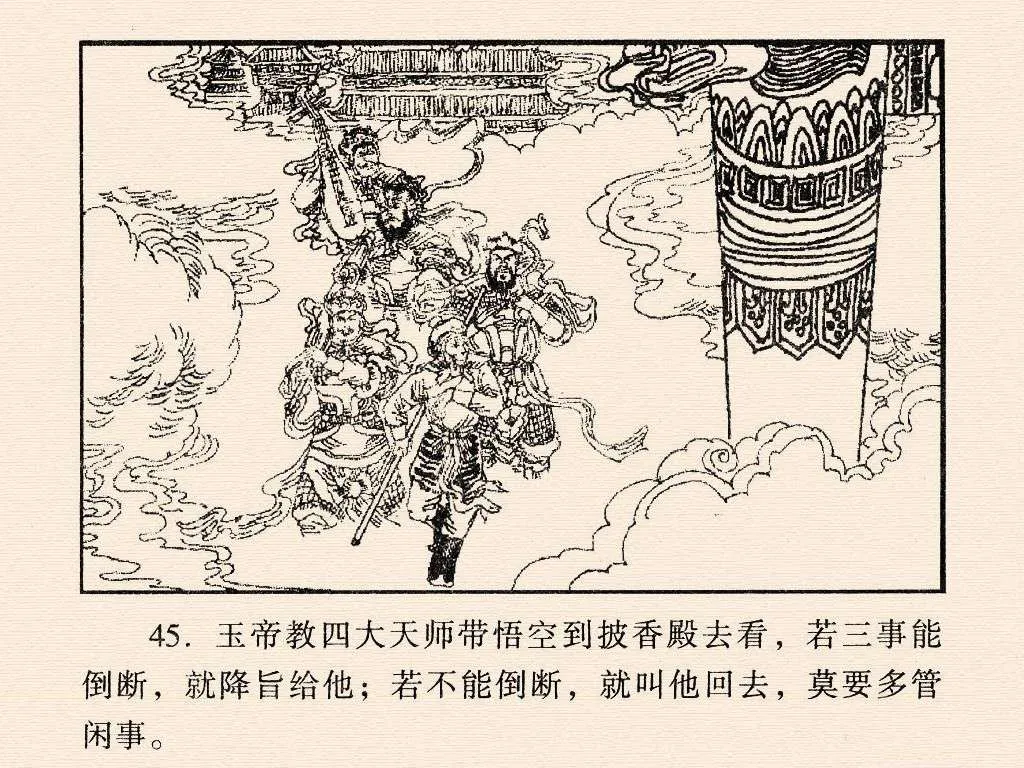 45. 玉帝教四大天师带悟空到披香殿去看，若三事能
倒断，就降旨给他；若不能倒断，就叫他回去，莫要多管
闲事。